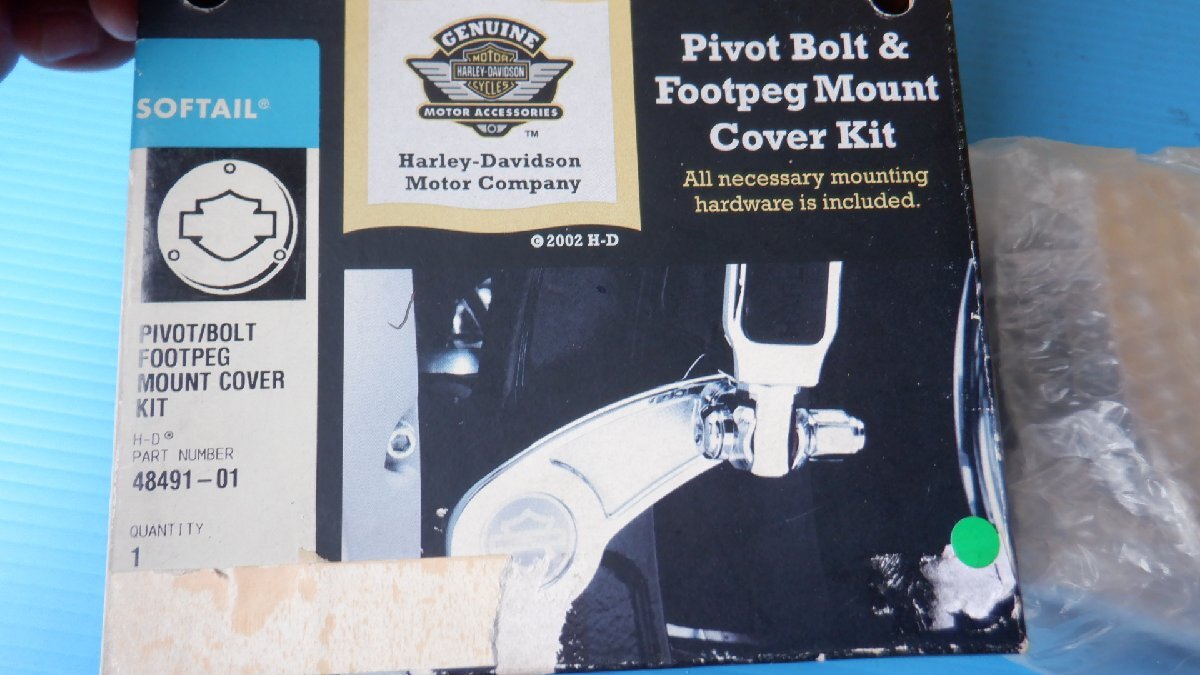 SOFTAIL®
PIVOT/BOLT
FOOTPEG
MOUNT COVER
KIT
H-D®
PART NUMBER
48491-01
QUANTITY
1
GENUINE
MOTOR
HARLEY-DAVIDSON
CYCLES
MOTOR ACCESSORIES
TM
Harley-Davidson
Motor Company
© 2002 H-D
Pivot Bolt &
Footpeg Mount
Cover Kit
All necessary mounting
hardware is included.